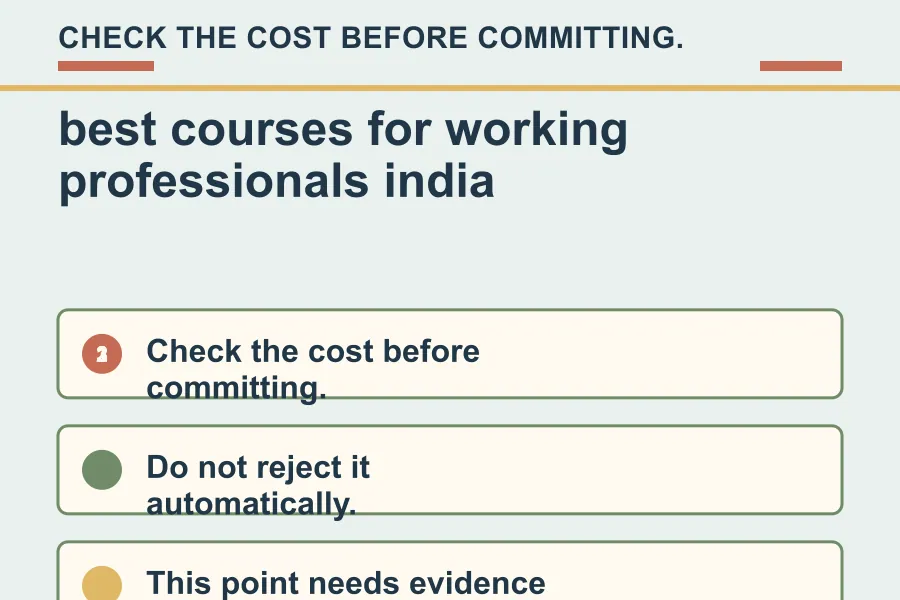 CHECK THE COST BEFORE COMMITTING.
best courses for working
professionals india
Check the cost before
committing.
Do not reject it
automatically.
This point needs evidence